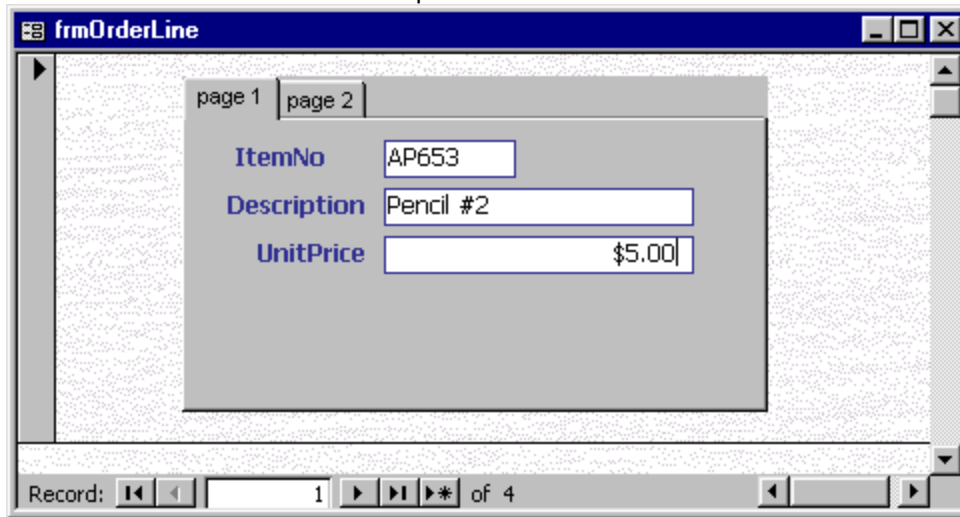 frmOrderLine
page 1 page 2
ItemNo AP653
Description Pencil #2
UnitPrice $5.00
Record: 1 of 4